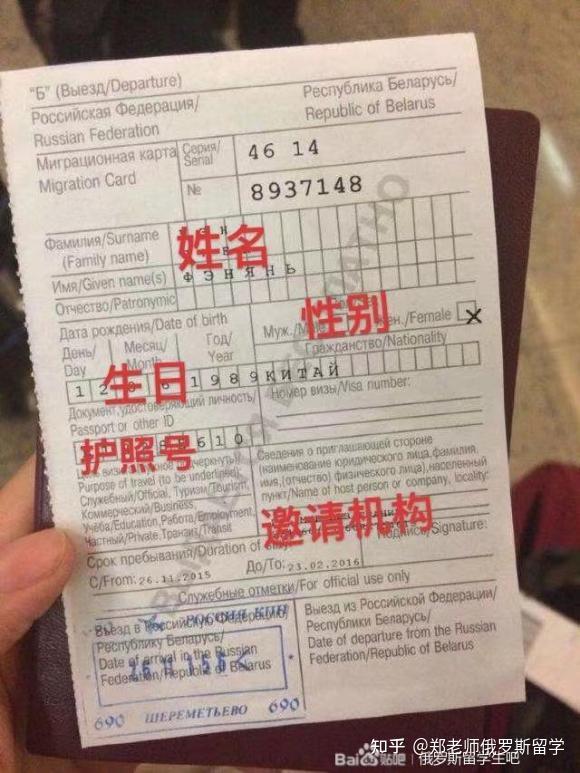 "Б" (Выезд/Departure)
Российская Федерация/
Russian Federation
Республика Беларусь/
Republic of Belarus
Миграционная карта
Migration Card
Серия/
Serial
46 14
№
8937148
Фамилия/Surname
(Family name)
姓名
Имя/Given name(s)
ФЭНЯНЬ
Отчество/Patronymic
Дата рождения/Date of birth
День/
Day
Месяц/
Month
Год/
Year
性别
Муж./
Жен./Female
X
Гражданство/Nationality
生日
1989 КИТАЙ
Документ, удостоверяющий личность/
Passport or other ID
Номер визы/Visa number:
护照号
610
Purpose of travel (to be underlined):
Служебный/Official, Туризм/Tourism,
Коммерческий/Business,
Учёба/Education, Работа/Employment,
Частный/Private, Транзит/Transit
Сведения о приглашающей стороне
(наименование юридического лица, фамилия,
имя, (отчество) физического лица), населенный
пункт/Name of host person or company, locality:
邀请机构
Подпись/Signature:
Срок пребывания/Duration of
С/From: 26.11.2015
До/To: 23.02.2016
Служебные отметки/For official use only
Въезд в Российскую Федерацию/
Республику Беларусь/
Date of arrival in the Russian
Federation/Republic of Belarus
РОССИЯ КПП
690 ШЕРЕМЕТЬЕВО 690
Выезд из Российской Федерации/
Республики Беларусь/
Date of departure from the Russian
Federation/Republic of Belarus
知乎 @郑老师俄罗斯留学
Bai 贴吧 | 俄罗斯留学生吧